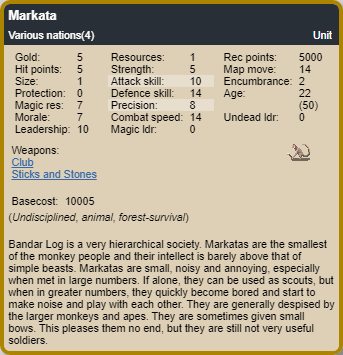 Markata
Various nations(4) Unit
Gold: 5 Resources: 1 Rec points: 5000
Hit points: 5 Strength: 5 Map move: 14
Size: 1 Attack skill: 10 Encumbrance: 2
Protection: 0 Defence skill: 14 Age: 22
Magic res: 7 Precision: 8 (50)
Morale: 7 Combat speed: 14 Undead ldr: 0
Leadership: 10 Magic ldr: 0
Weapons:
Club
Sticks and Stones
Basecost: 10005
(Undisciplined, animal, forest-survival)
Bandar Log is a very hierarchical society. Markatas are the smallest
of the monkey people and their intellect is barely above that of
simple beasts. Markatas are small, noisy and annoying, especially
when met in large numbers. If alone, they can be used as scouts, but
when in greater numbers, they quickly become bored and start to
make noise and play with each other. They are generally despised by
the larger monkeys and apes. They are sometimes given small
bows. This pleases them no end, but they are still not very useful
soldiers.